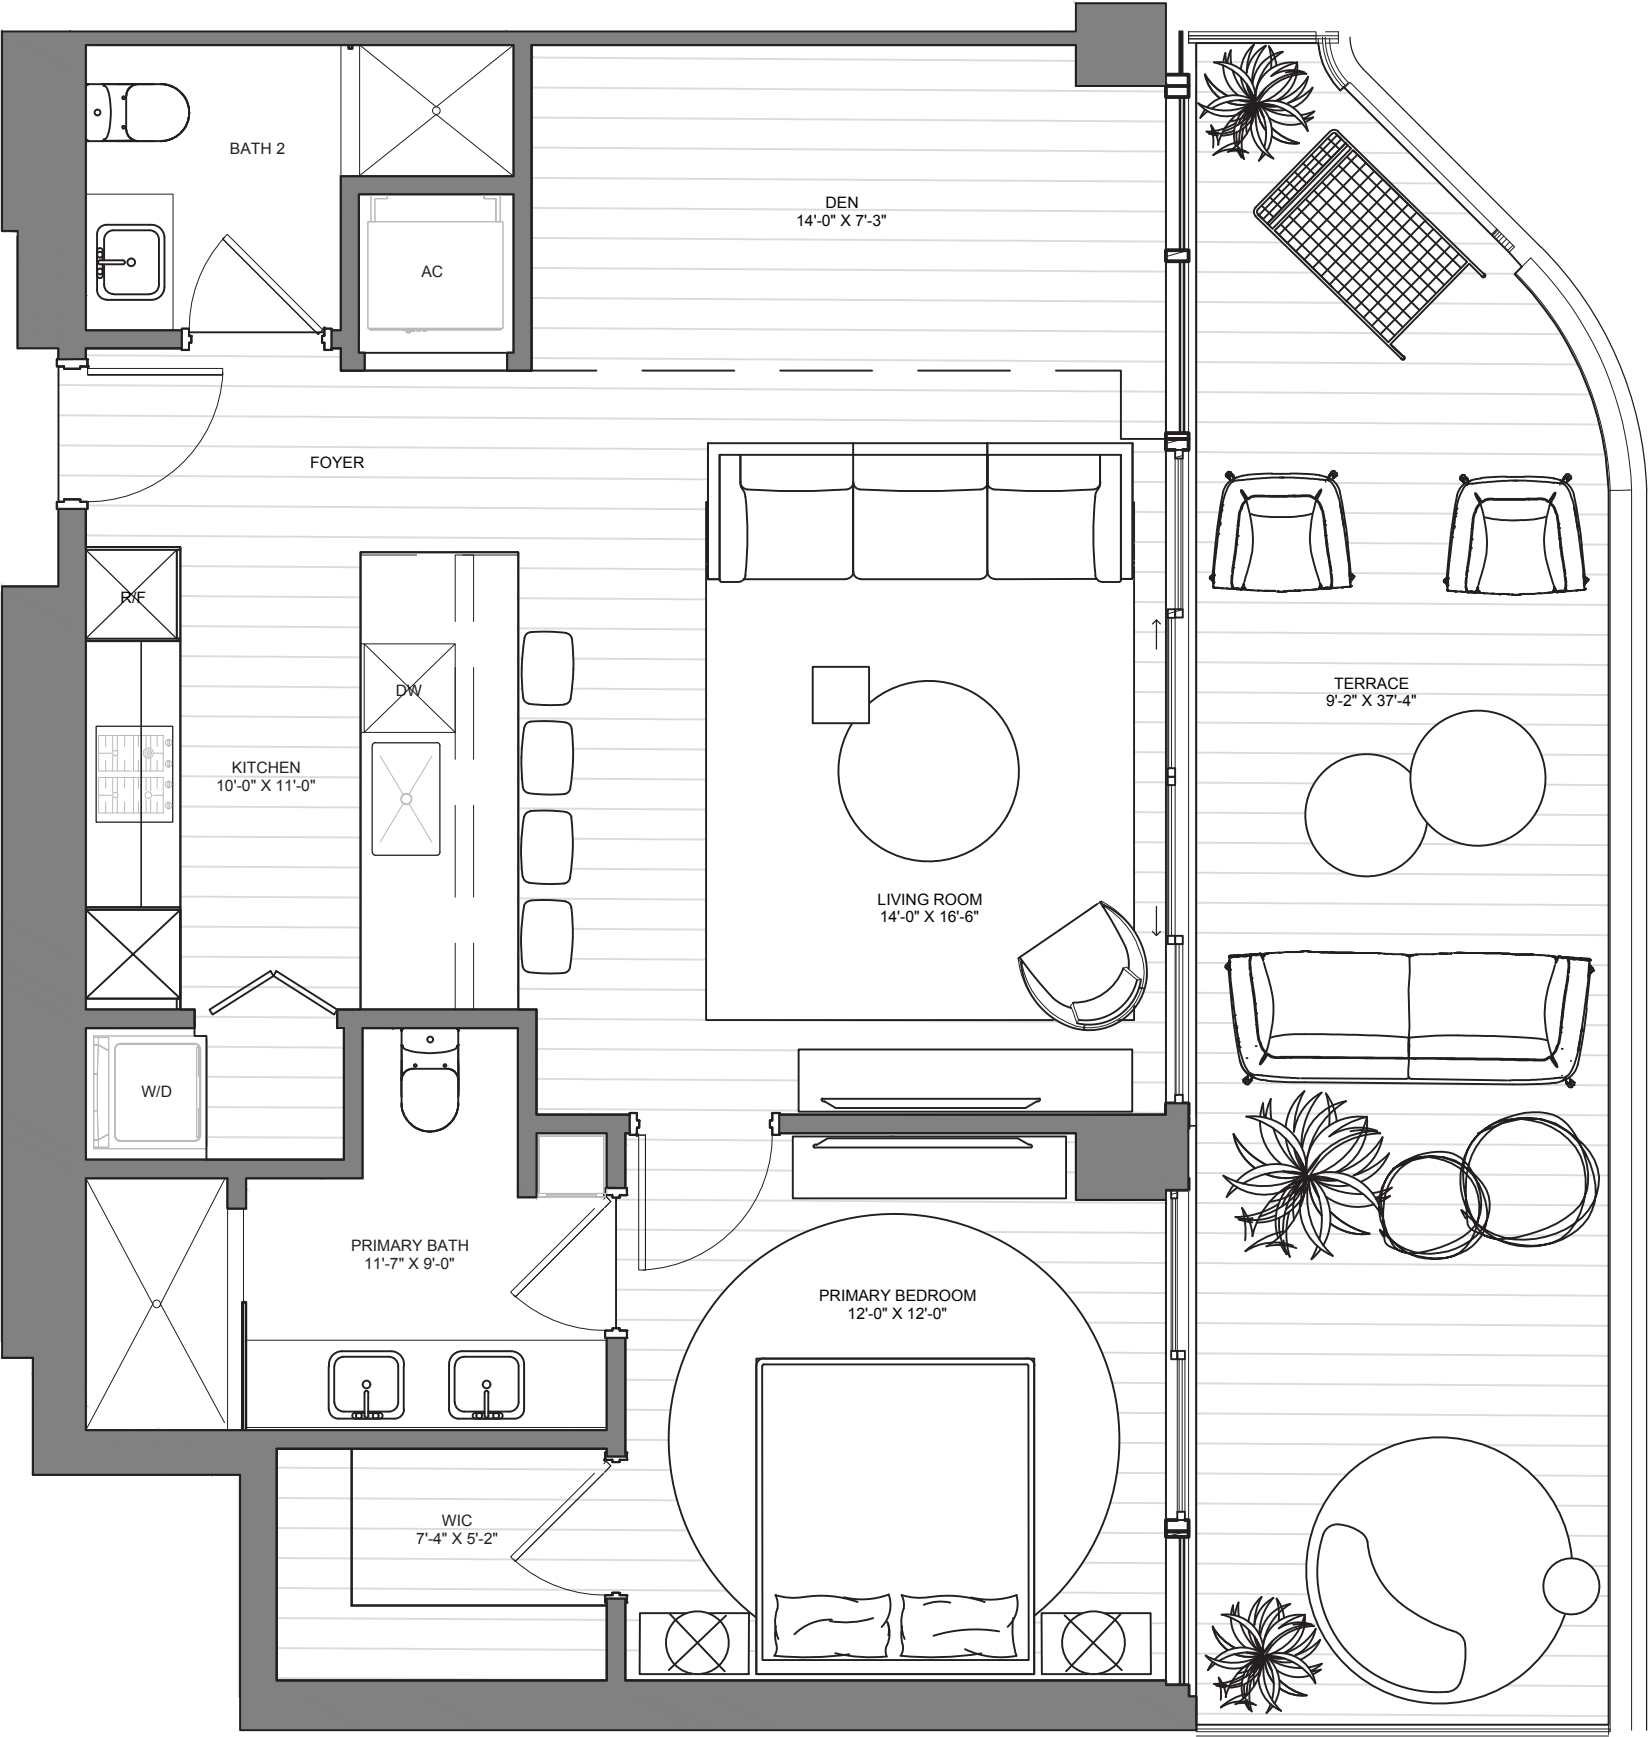 BATH 2
DEN
14'-0" X 7'-3"
AC
FOYER
R/F
DW
TERRACE
9'-2" X 37'-4"
KITCHEN
10'-0" X 11'-0"
LIVING ROOM
14'-0" X 16'-6"
W/D
PRIMARY BATH
11'-7" X 9'-0"
PRIMARY BEDROOM
12'-0" X 12'-0"
WIC
7'-4" X 5'-2"